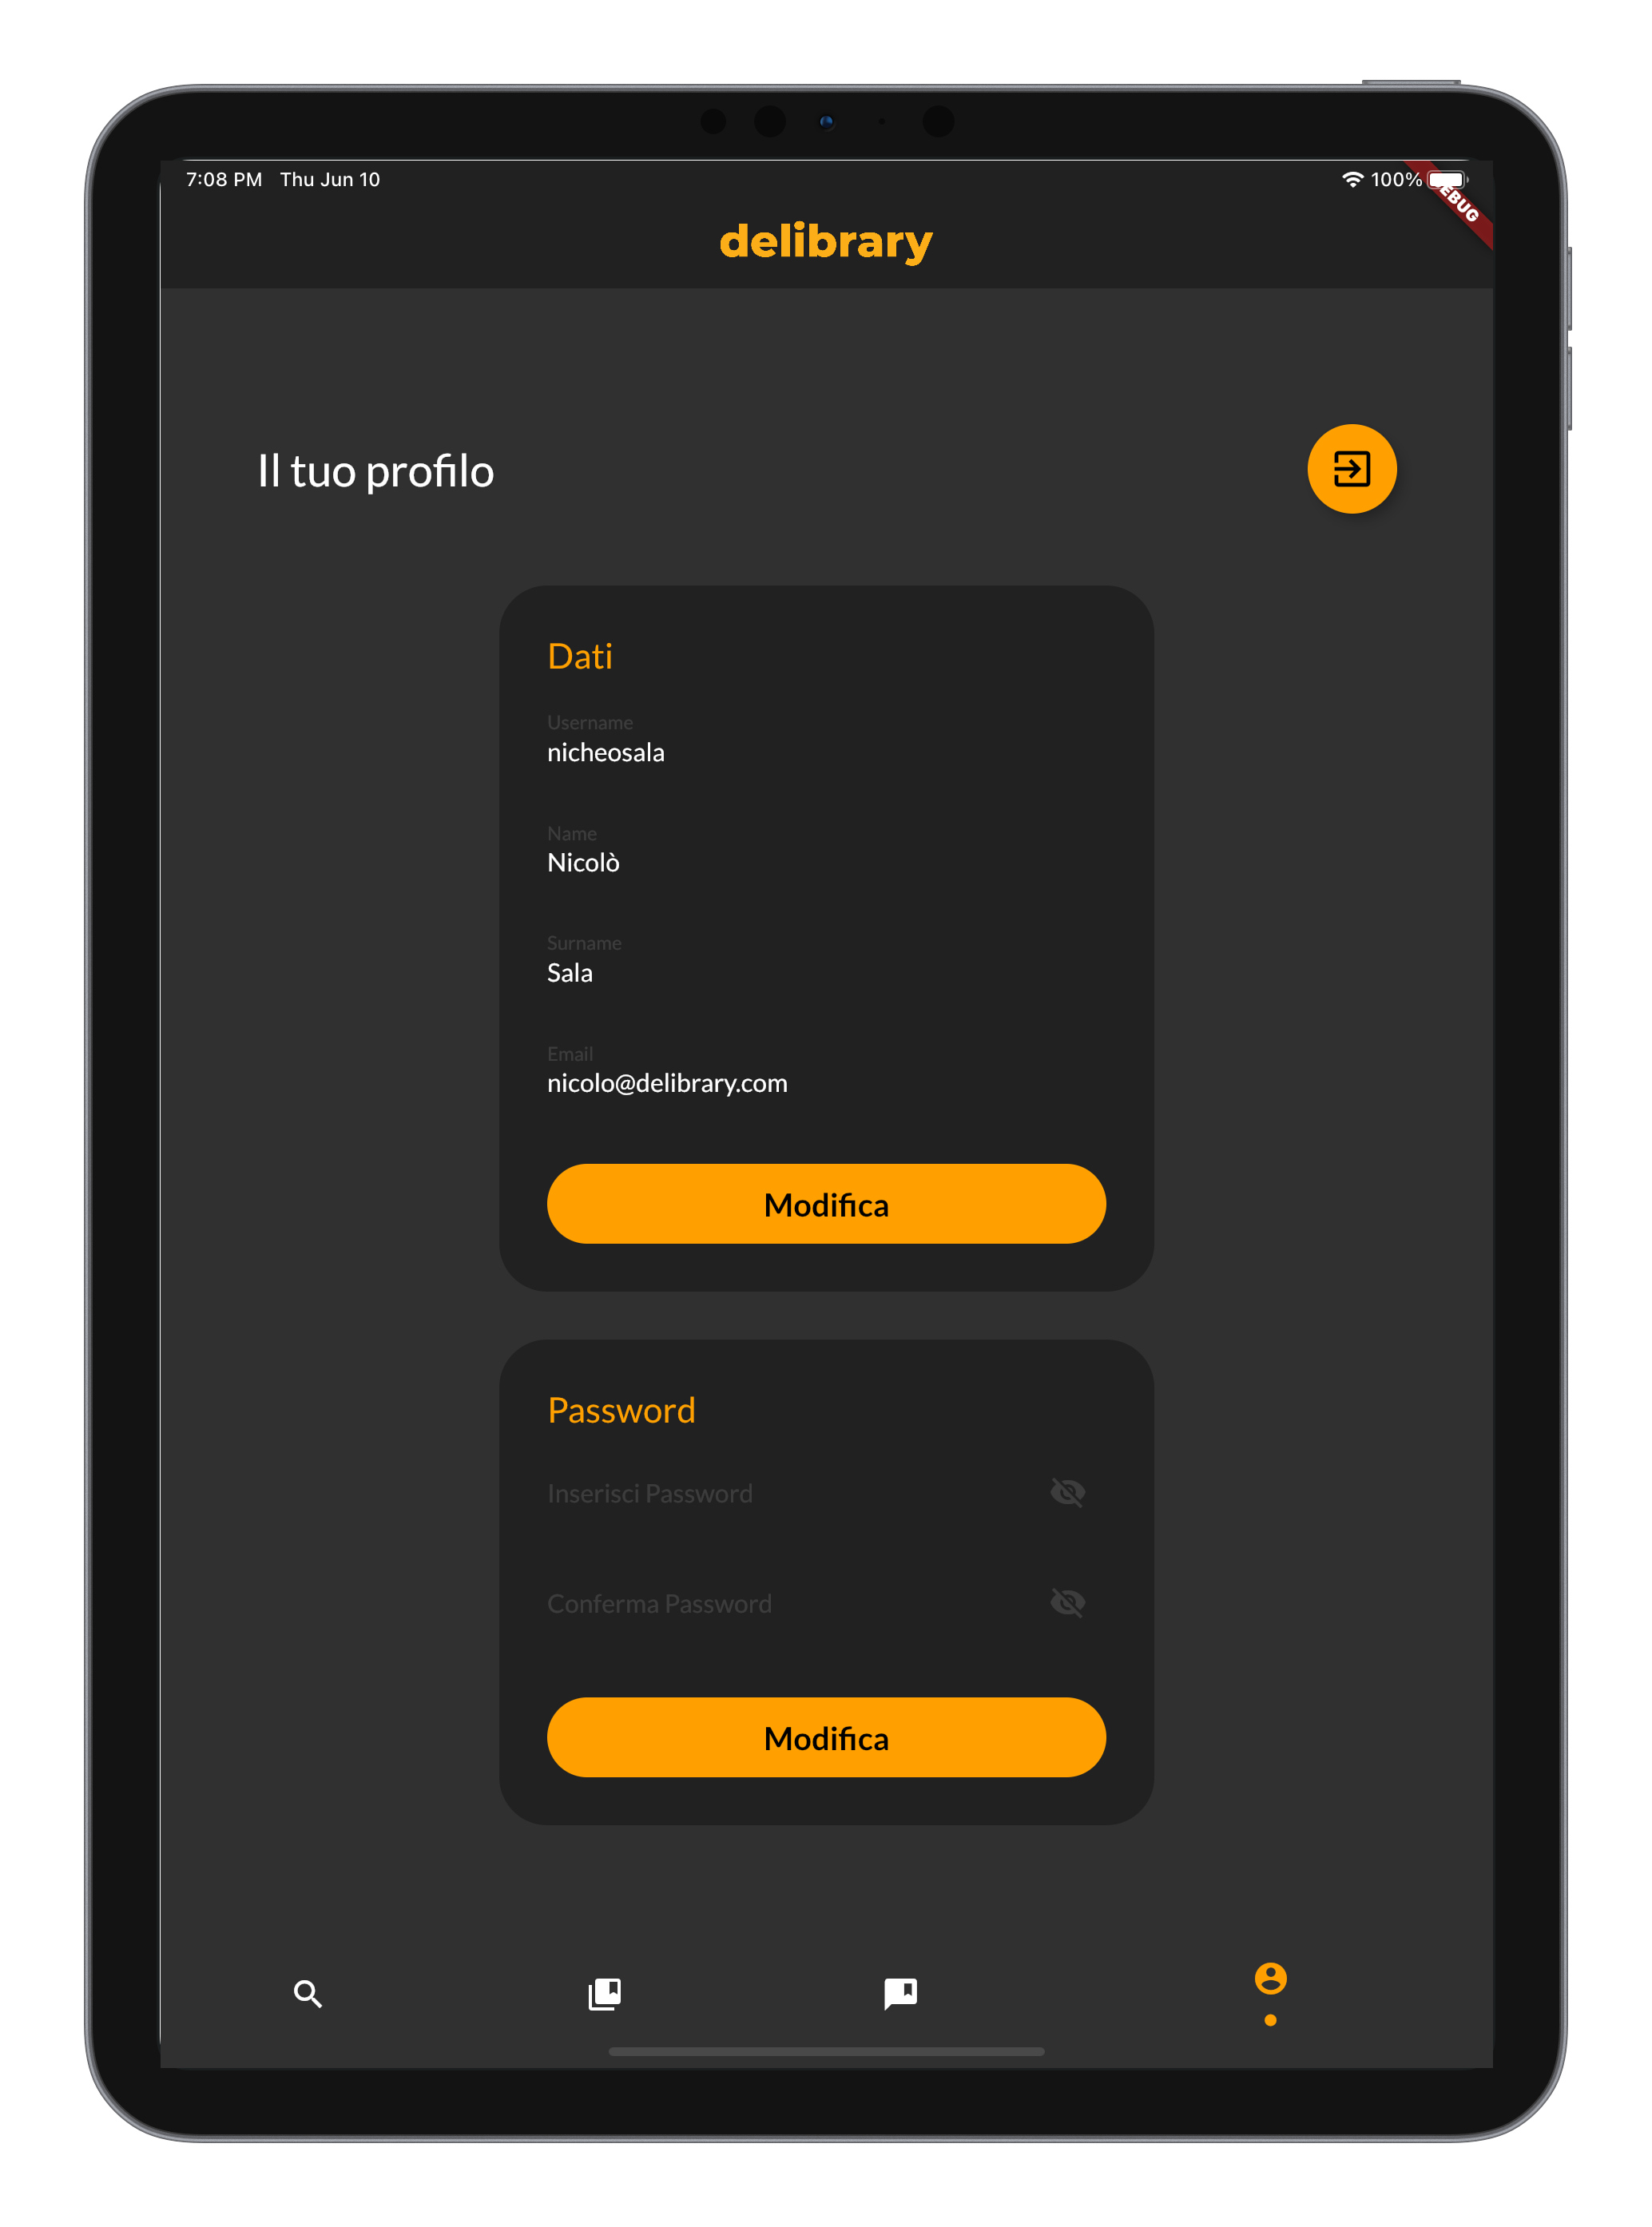 7:08 PM Thu Jun 10
100%
EBUG
delibrary
Il tuo profilo
Dati
Username
nicheosala
Name
Nicolò
Surname
Sala
Email
nicolo@delibrary.com
Modifica
Password
Inserisci Password
Conferma Password
Modifica